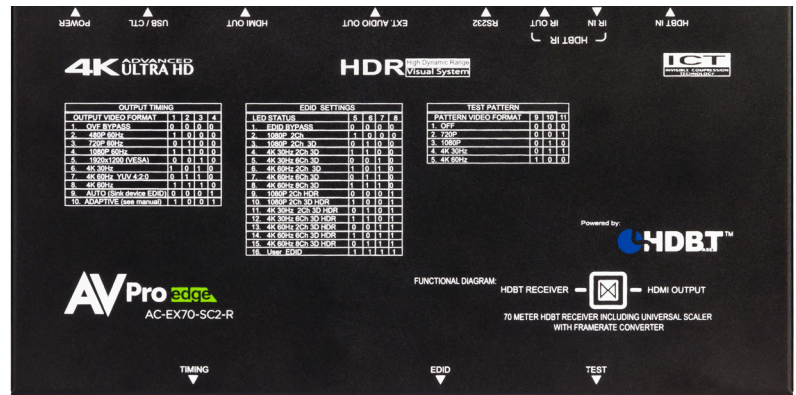 POWER
USB / CTL
HDMI OUT
EXT. AUDIO OUT
RS232
IR OUT
IR IN
HDBT IN
HDBT IR
4K ADVANCED
ULTRA HD
HDR High Dynamic Range
Visual System
ICT
INVISIBLE COMPRESSION
TECHNOLOGY
OUTPUT TIMING
OUTPUT VIDEO FORMAT 1 2 3 4
1. OVF BYPASS 0 0 0 0
2. 480P 60Hz 1 0 0 0
3. 720P 60Hz 0 1 0 0
4. 1080P 60Hz 1 1 0 0
5. 1920x1200 (VESA) 0 0 1 0
6. 4K 30Hz 1 0 1 0
7. 4K 60Hz YUV 4:2:0 0 1 1 0
8. 4K 60Hz 1 1 1 0
9. AUTO (Sink device EDID) 0 0 0 1
10. ADAPTIVE (see manual) 1 0 0 1
EDID SETTINGS
LED STATUS 5 6 7 8
1. EDID BYPASS 0 0 0 0
2. 1080P 2Ch 1 0 0 0
3. 1080P 2Ch 3D 0 1 0 0
4. 4K 30Hz 2Ch 3D 1 1 0 0
5. 4K 30Hz 6Ch 3D 0 0 1 0
6. 4K 60Hz 2Ch 3D 1 0 1 0
7. 4K 60Hz 6Ch 3D 0 1 1 0
8. 4K 60Hz 8Ch 3D 1 1 1 0
9. 1080P 2Ch HDR 0 0 0 1
10. 1080P 2Ch 3D HDR 1 0 0 1
11. 4K 30Hz 2Ch 3D HDR 0 1 0 1
12. 4K 30Hz 6Ch 3D HDR 1 1 0 1
13. 4K 60Hz 2Ch 3D HDR 0 0 1 1
14. 4K 60Hz 6Ch 3D HDR 1 0 1 1
15. 4K 60Hz 8Ch 3D HDR 0 1 1 1
16. User EDID 1 1 1 1
TEST PATTERN
PATTERN VIDEO FORMAT 9 10 11
1. OFF 0 0 0
2. 720P 0 0 1
3. 1080P 0 1 0
4. 4K 30Hz 0 1 1
5. 4K 60Hz 1 0 0
Powered by:
HDBT™
AVPro edge
AC-EX70-SC2-R
FUNCTIONAL DIAGRAM:
HDBT RECEIVER
HDMI OUTPUT
70 METER HDBT RECEIVER INCLUDING UNIVERSAL SCALER
WITH FRAMERATE CONVERTER
TIMING
EDID
TEST